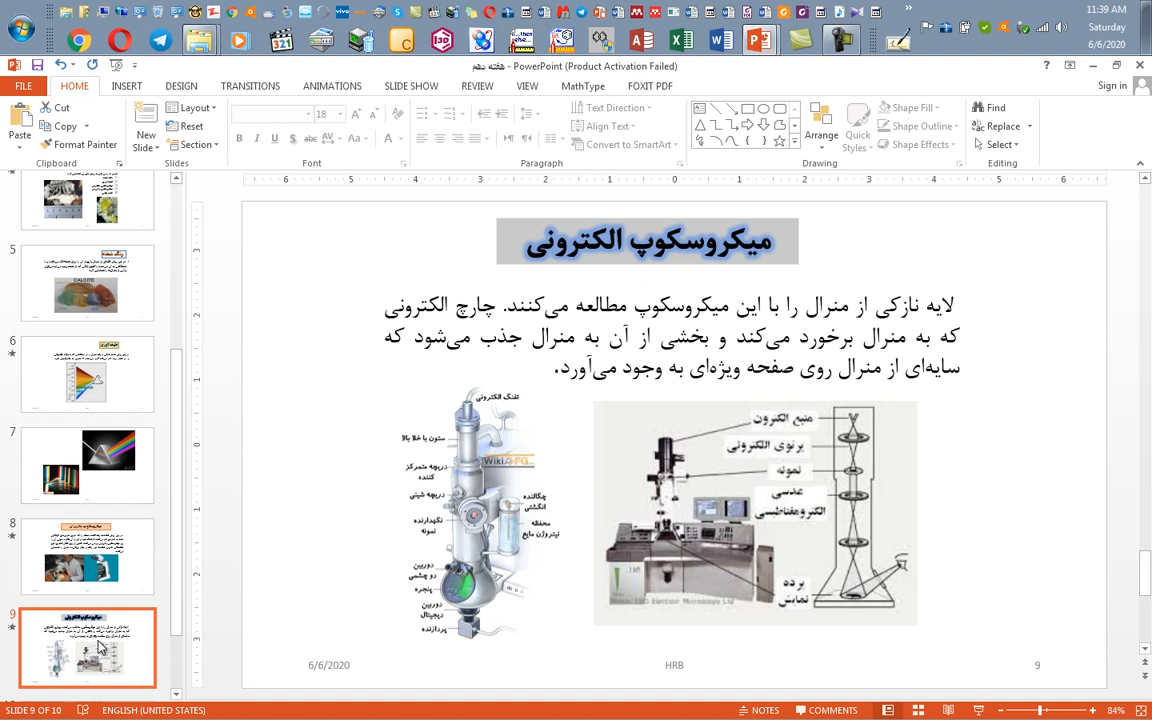 11:39 AM
Saturday
6/6/2020
هفته دهم - PowerPoint (Product Activation Failed)
FILE HOME INSERT DESIGN TRANSITIONS ANIMATIONS SLIDE SHOW REVIEW VIEW MathType FOXIT PDF Sign in
Paste
Cut
Copy
Format Painter
Clipboard
New Slide
Layout
Reset
Section
Slides
18
Font
Text Direction
Align Text
Convert to SmartArt
Paragraph
Arrange
Quick Styles
Shape Fill
Shape Outline
Shape Effects
Drawing
Find
Replace
Select
Editing
5
CALCITE
6
7
8
9
میکروسکوپ الکترونی
لایه نازکی از منرال را با این میکروسکوپ مطالعه می‌کنند. چارچ الکترونی
که به منرال برخورد می‌کند و بخشی از آن به منرال جذب می‌شود که
سایه‌ای از منرال روی صفحه ویژه‌ای به وجود می‌آورد.
تفنگ الکترونی
ستون با خلا بالا
دریچه متمرکز
کننده
دریچه شیئی
نگهدارنده
نمونه
دوربین
دو چشمی
پنجره
دوربین
دیجیتال
پردازنده
چگالنده
انگشتی
محفظه
نیتروژن مایع
منبع الکترون
پرتوی الکترونی
نمونه
عدسی
الکترومغناطیسی
پرده
نمایش
6/6/2020
HRB
9
SLIDE 9 OF 10 ENGLISH (UNITED STATES) NOTES COMMENTS 84%